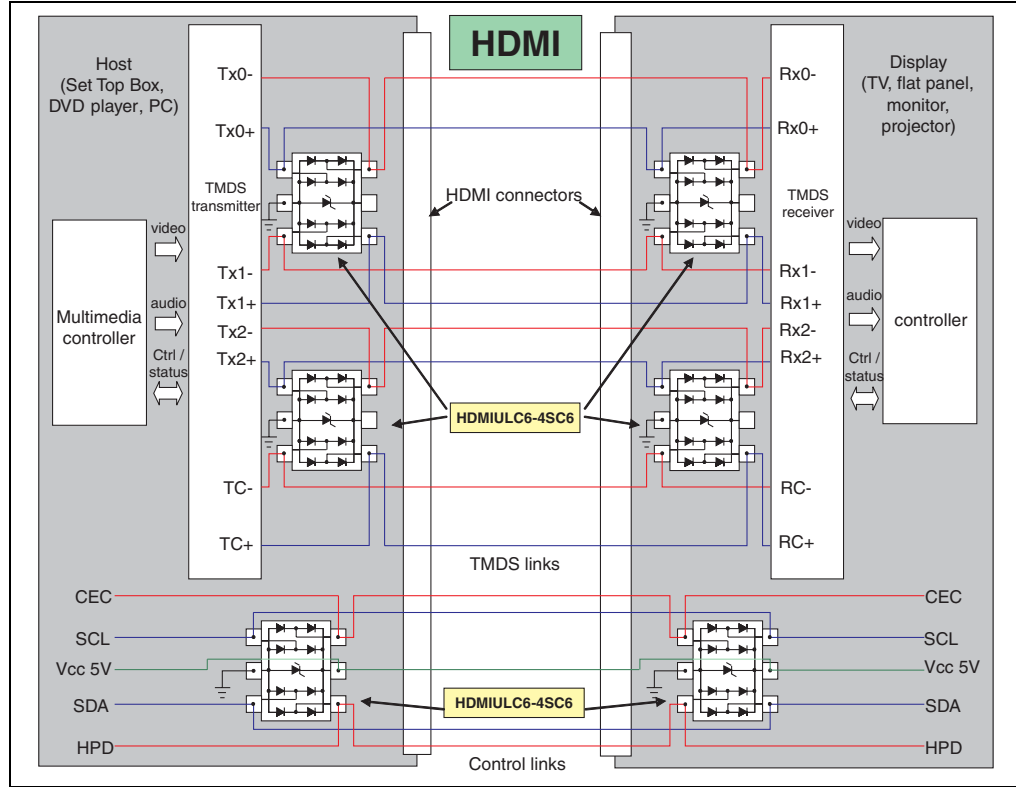 HDMI
Host
(Set Top Box,
DVD player, PC)
Display
(TV, flat panel,
monitor,
projector)
Tx0-
Tx0+
TMDS
transmitter
Tx1-
Tx1+
Tx2-
Tx2+
TC-
TC+
Rx0-
Rx0+
TMDS
receiver
Rx1-
Rx1+
Rx2-
Rx2+
RC-
RC+
HDMI connectors
Multimedia
controller
video
audio
Ctrl /
status
video
audio
Ctrl /
status
controller
HDMIULC6-4SC6
TMDS links
CEC
SCL
Vcc 5V
SDA
HPD
CEC
SCL
Vcc 5V
SDA
HPD
HDMIULC6-4SC6
Control links